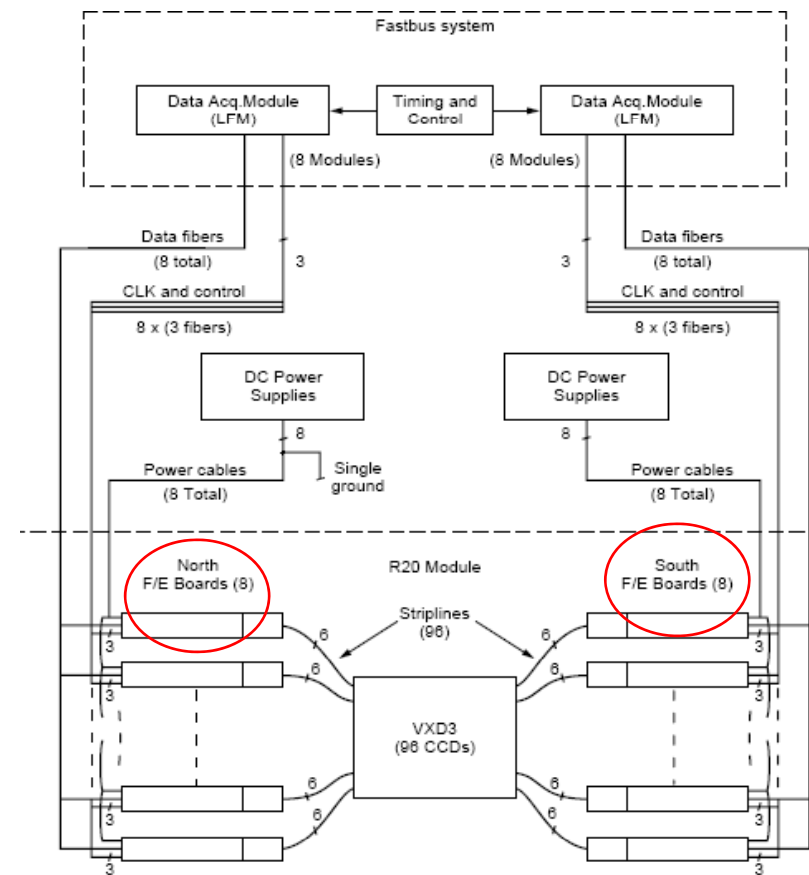 Fastbus system
Data Acq.Module
(LFM)
Timing and
Control
Data Acq.Module
(LFM)
(8 Modules)
(8 Modules)
Data fibers
(8 total)
3
3
Data fibers
(8 total)
CLK and control
8 x (3 fibers)
CLK and control
8 x (3 fibers)
DC Power
Supplies
DC Power
Supplies
8
8
Single
ground
Power cables
(8 Total)
Power cables
(8 Total)
North
F/E Boards (8)
R20 Module
South
F/E Boards (8)
Striplines
(96)
6
6
3
3
6
6
3
3
VXD3
(96 CCDs)
6
6
3
3
6
6
3
3